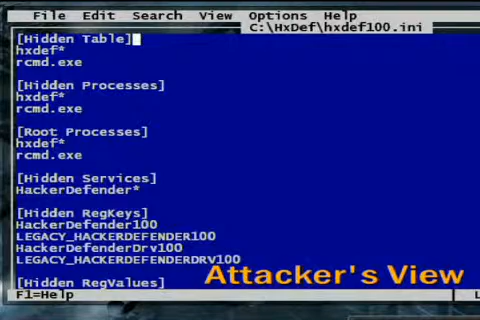 File Edit Search View Options Help
C:\HxDef\hxdef100.ini
[Hidden Table]
hxdef*
rcmd.exe
[Hidden Processes]
hxdef*
rcmd.exe
[Root Processes]
hxdef*
rcmd.exe
[Hidden Services]
HackerDefender*
[Hidden RegKeys]
HackerDefender100
LEGACY_HACKERDEFENDER100
HackerDefenderDrv100
LEGACY_HACKERDEFENDERDRV100
[Hidden RegValues]
Attacker's View
F1=Help